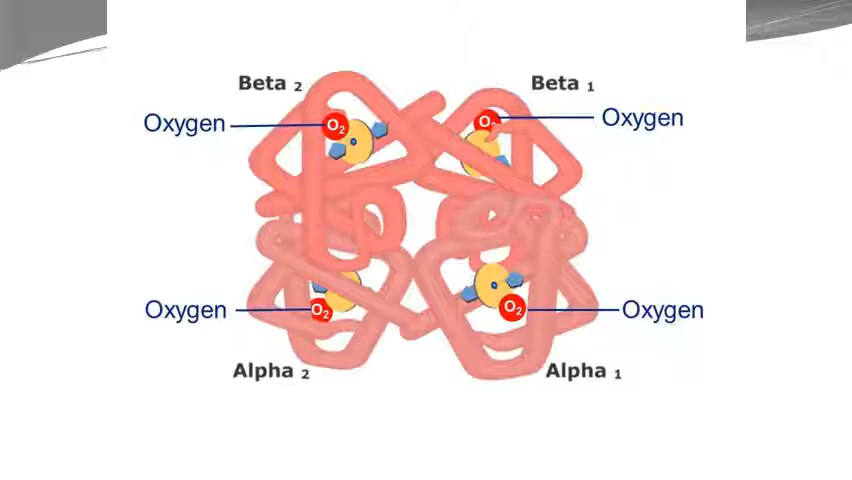 Beta 2
Beta 1
Oxygen
O2
O2
Oxygen
Oxygen
O2
O2
Oxygen
Alpha 2
Alpha 1